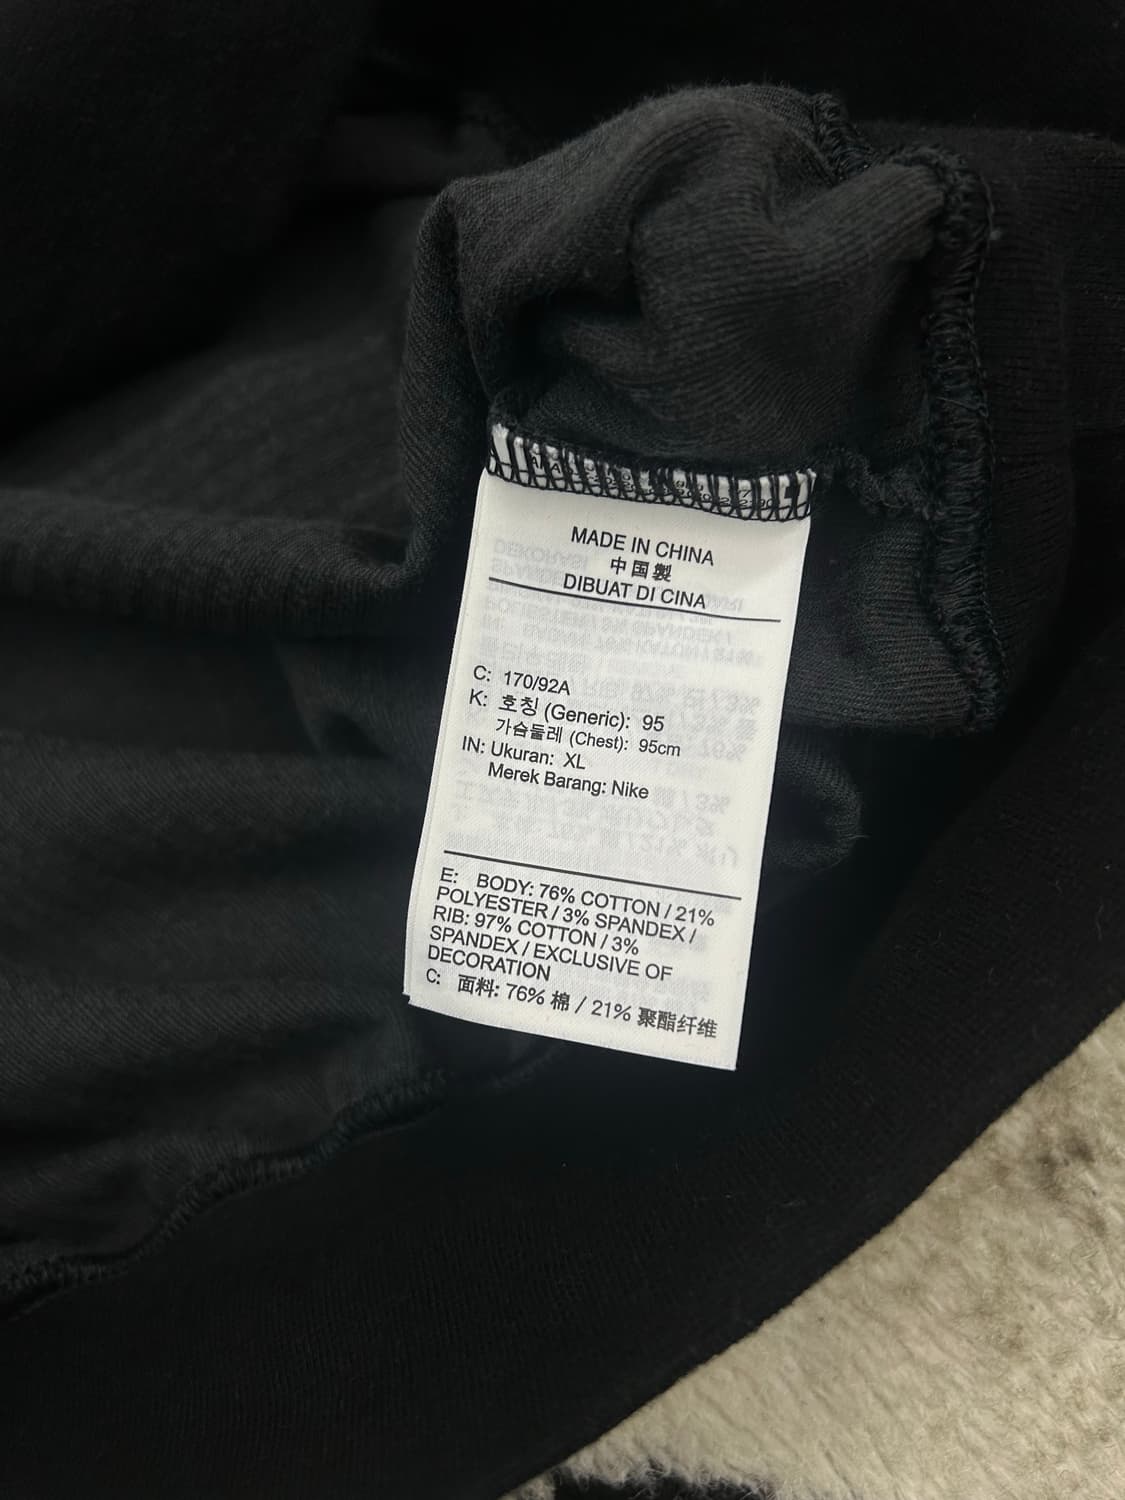 MADE IN CHINA
中国製
DIBUAT DI CINA
C: 170/92A
K: 호칭 (Generic): 95
가슴둘레 (Chest): 95cm
IN: Ukuran: XL
Merek Barang: Nike
E: BODY: 76% COTTON / 21%
POLYESTER / 3% SPANDEX /
RIB: 97% COTTON / 3%
SPANDEX / EXCLUSIVE OF
DECORATION
C: 面料: 76% 棉 / 21% 聚酯纤维